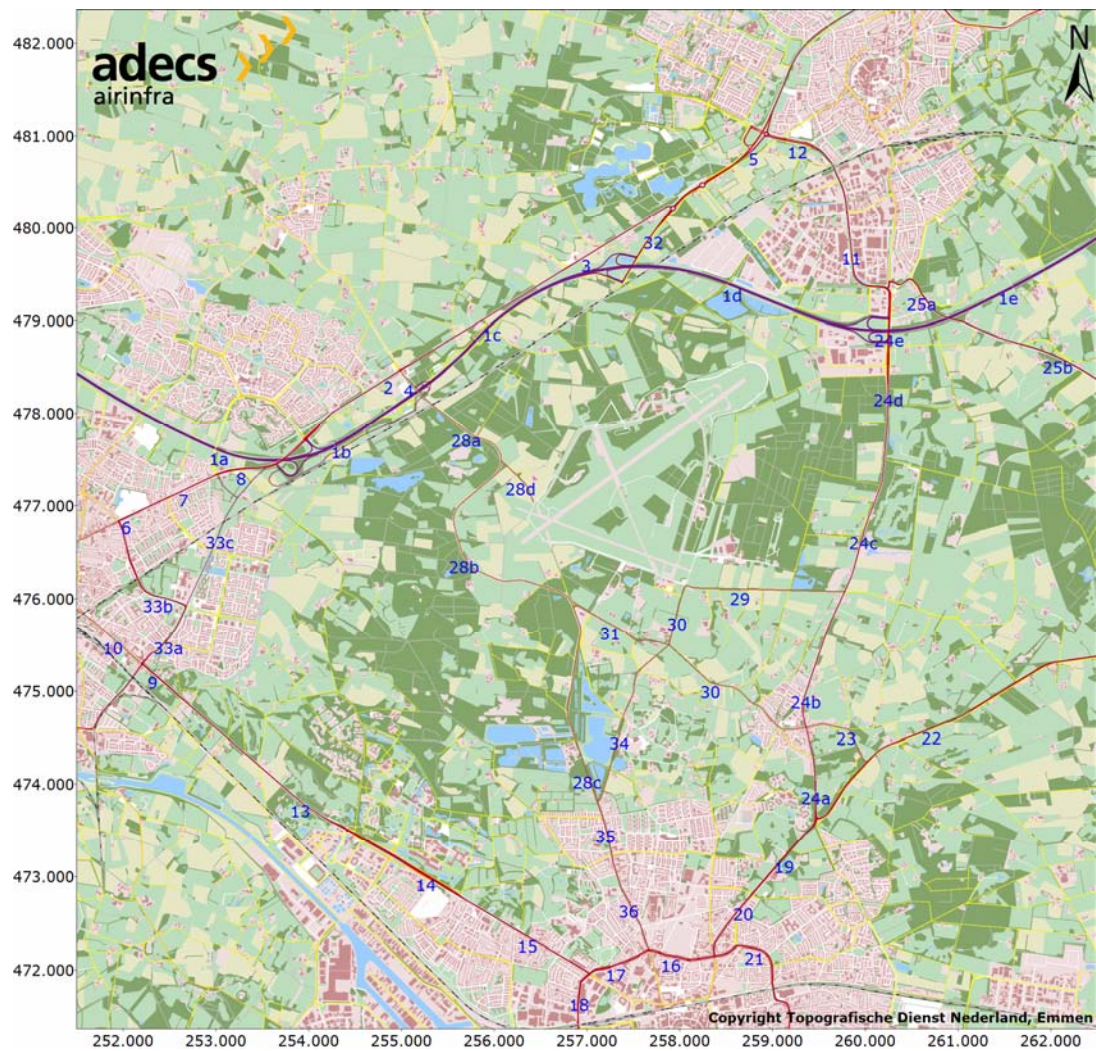 482.000
adecs
airinfra
N
481.000
5
12
480.000
32
11
3
479.000
1d
25a
1e
1c
24e
25b
478.000
2
4
24d
28a
1a
1b
8
477.000
7
28d
6
33c
24c
28b
476.000
33b
29
31
30
10
33a
475.000
9
30
24b
34
23
22
474.000
28c
24a
13
35
473.000
14
19
36
20
15
472.000
17
16
21
18
Copyright Topografische Dienst Nederland, Emmen
252.000 253.000 254.000 255.000 256.000 257.000 258.000 259.000 260.000 261.000 262.000